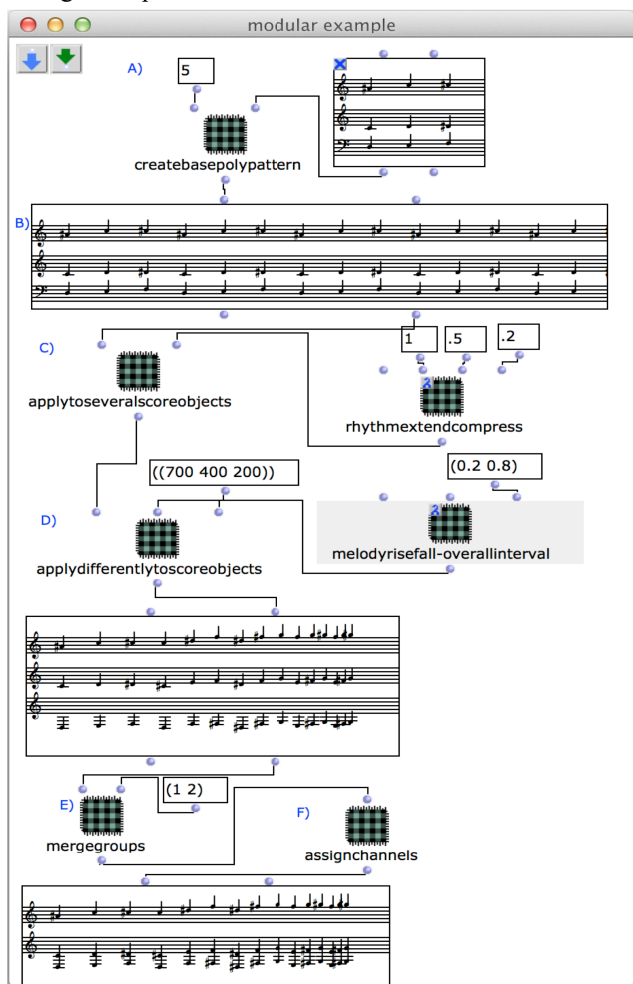 modular example
A)
5
createbasepolypattern
B)
C)
1
.5
.2
applytoseveralscoreobjects
rhythmextendcompress
((700 400 200))
(0.2 0.8)
D)
applydifferentlytoscoreobjects
melodyrisefall-overallinterval
E)
(1 2)
F)
mergegroups
assignchannels